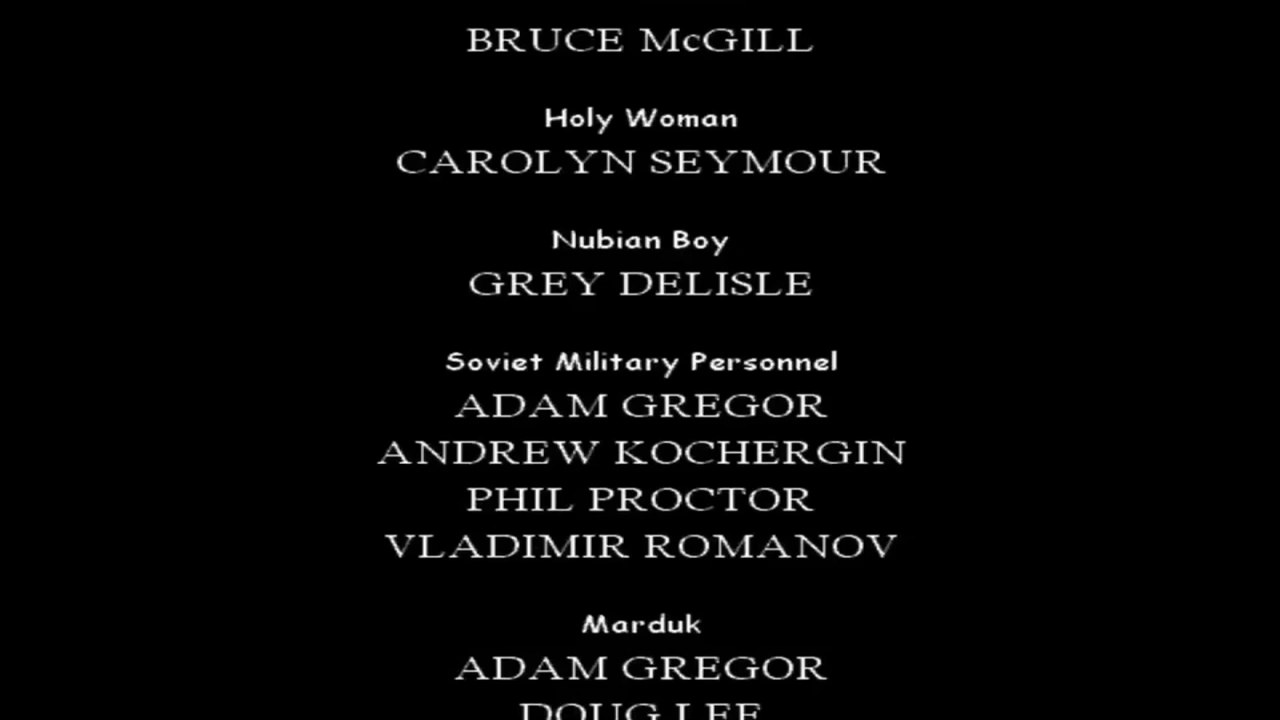 BRUCE McGILL
Holy Woman
CAROLYN SEYMOUR
Nubian Boy
GREY DELISLE
Soviet Military Personnel
ADAM GREGOR
ANDREW KOCHERGIN
PHIL PROCTOR
VLADIMIR ROMANOV
Marduk
ADAM GREGOR
DOUG LEE